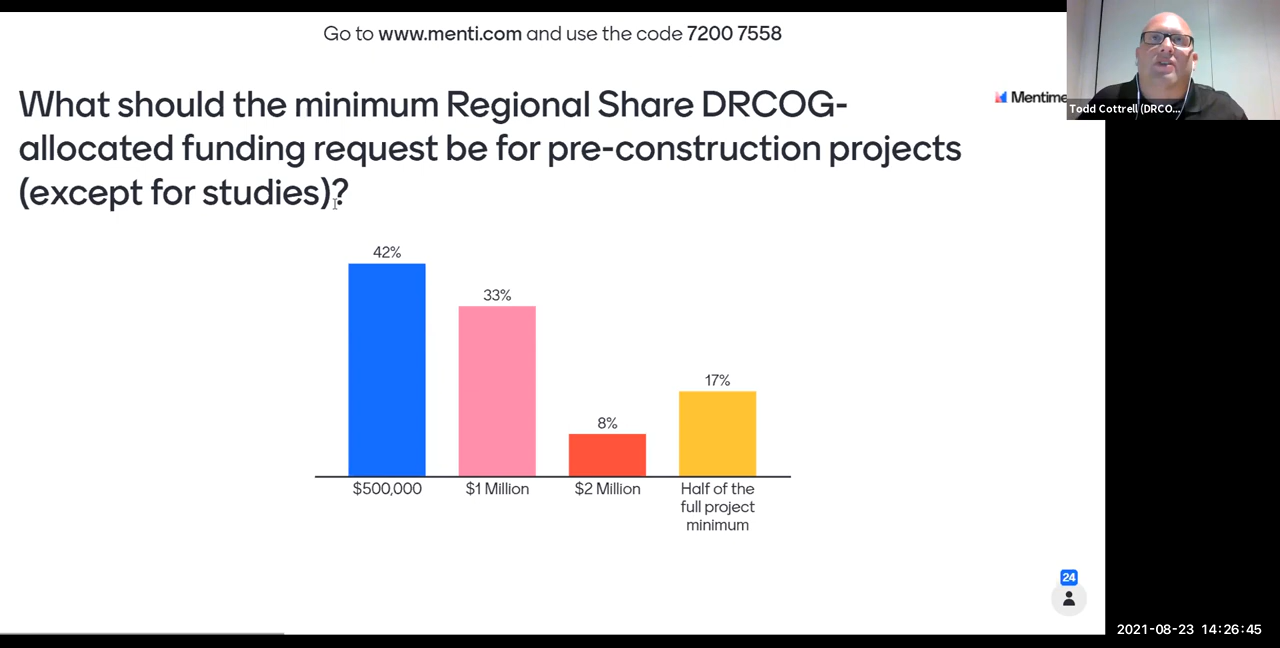 Go to www.menti.com and use the code 7200 7558
What should the minimum Regional Share DRCOG-
allocated funding request be for pre-construction projects
(except for studies)?
Mentime
Todd Cottrell (DRCO...
42%
33%
8%
17%
$500,000
$1 Million
$2 Million
Half of the
full project
minimum
24
2021-08-23 14:26:45